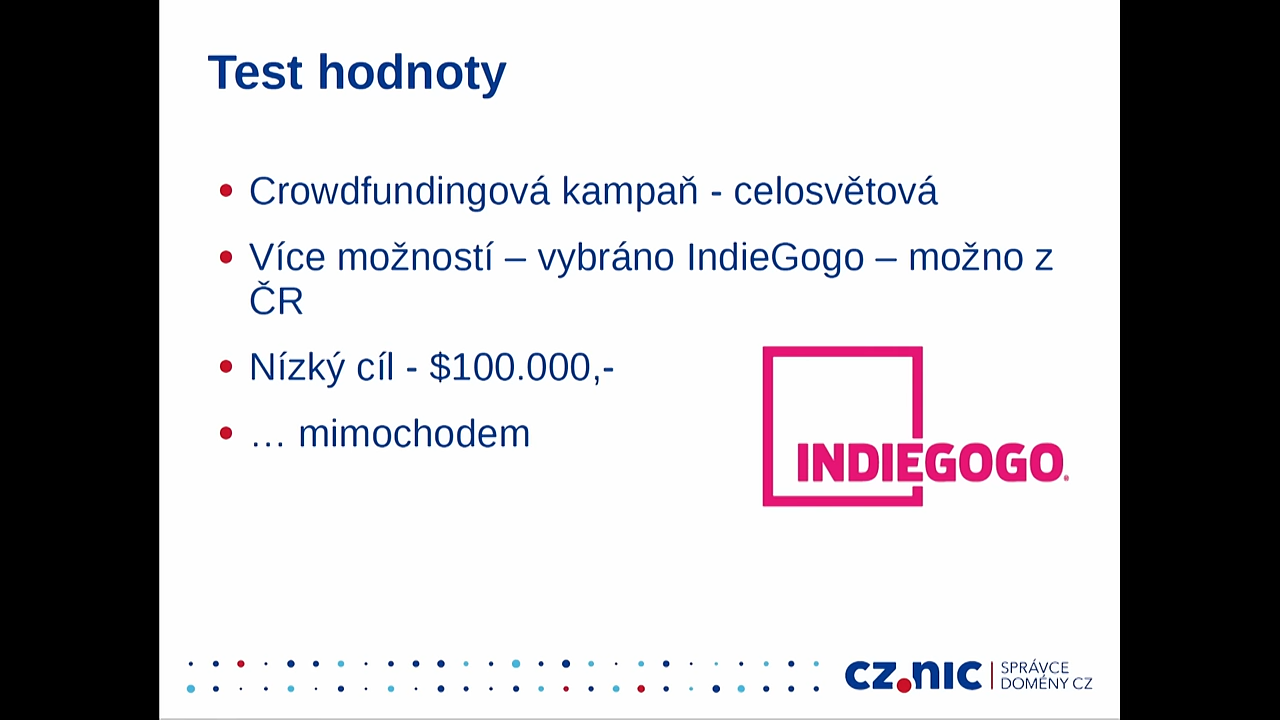 Test hodnoty
Crowdfundingová kampaň - celosvětová
Více možností – vybráno IndieGogo – možno z
ČR
Nízký cíl - $100.000,-
… mimochodem
INDIEGOGO
CZ.NIC | SPRÁVCE
DOMÉNY CZ